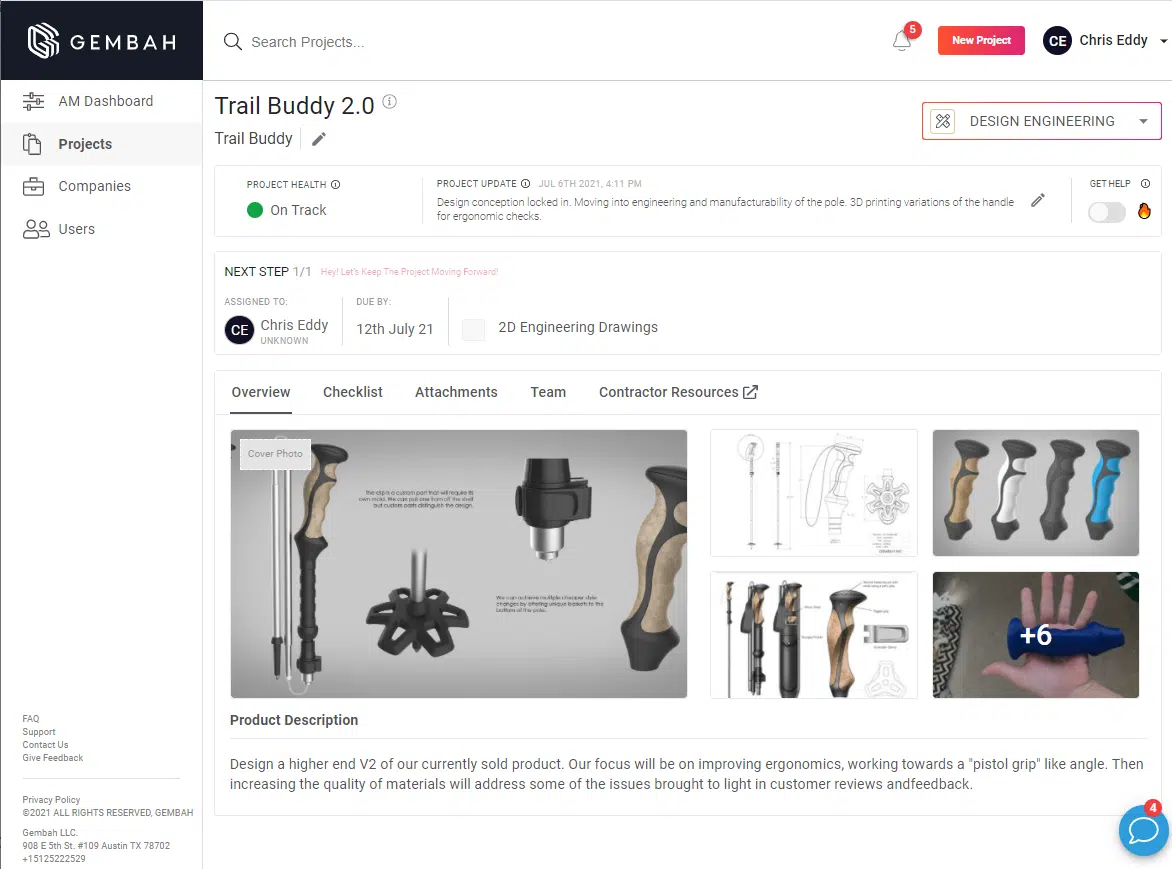 GEMBAH
Search Projects...
5
New Project
CE
Chris Eddy
AM Dashboard
Projects
Companies
Users
Trail Buddy 2.0
Trail Buddy
DESIGN ENGINEERING
PROJECT HEALTH
On Track
PROJECT UPDATE JUL 6TH 2021, 4:11 PM
Design conception locked in. Moving into engineering and manufacturability of the pole. 3D printing variations of the handle
for ergonomic checks.
GET HELP
NEXT STEP 1/1 Hey! Let's Keep The Project Moving Forward!
ASSIGNED TO:
CE
Chris Eddy
UNKNOWN
DUE BY:
12th July 21
2D Engineering Drawings
Overview
Checklist
Attachments
Team
Contractor Resources
Cover Photo
The clip is a custom part that will require its
own mold. We can pull one from off the shelf
but custom parts distinguish the design.
We can achieve multiple cheaper style
changes by offering unique baskets to the
bottom of the pole.
+6
Product Description
Design a higher end V2 of our currently sold product. Our focus will be on improving ergonomics, working towards a "pistol grip" like angle. Then
increasing the quality of materials will address some of the issues brought to light in customer reviews andfeedback.
FAQ
Support
Contact Us
Give Feedback
Privacy Policy
©2021 ALL RIGHTS RESERVED, GEMBAH
Gembah LLC.
908 E 5th St. #109 Austin TX 78702
+15125222529
4